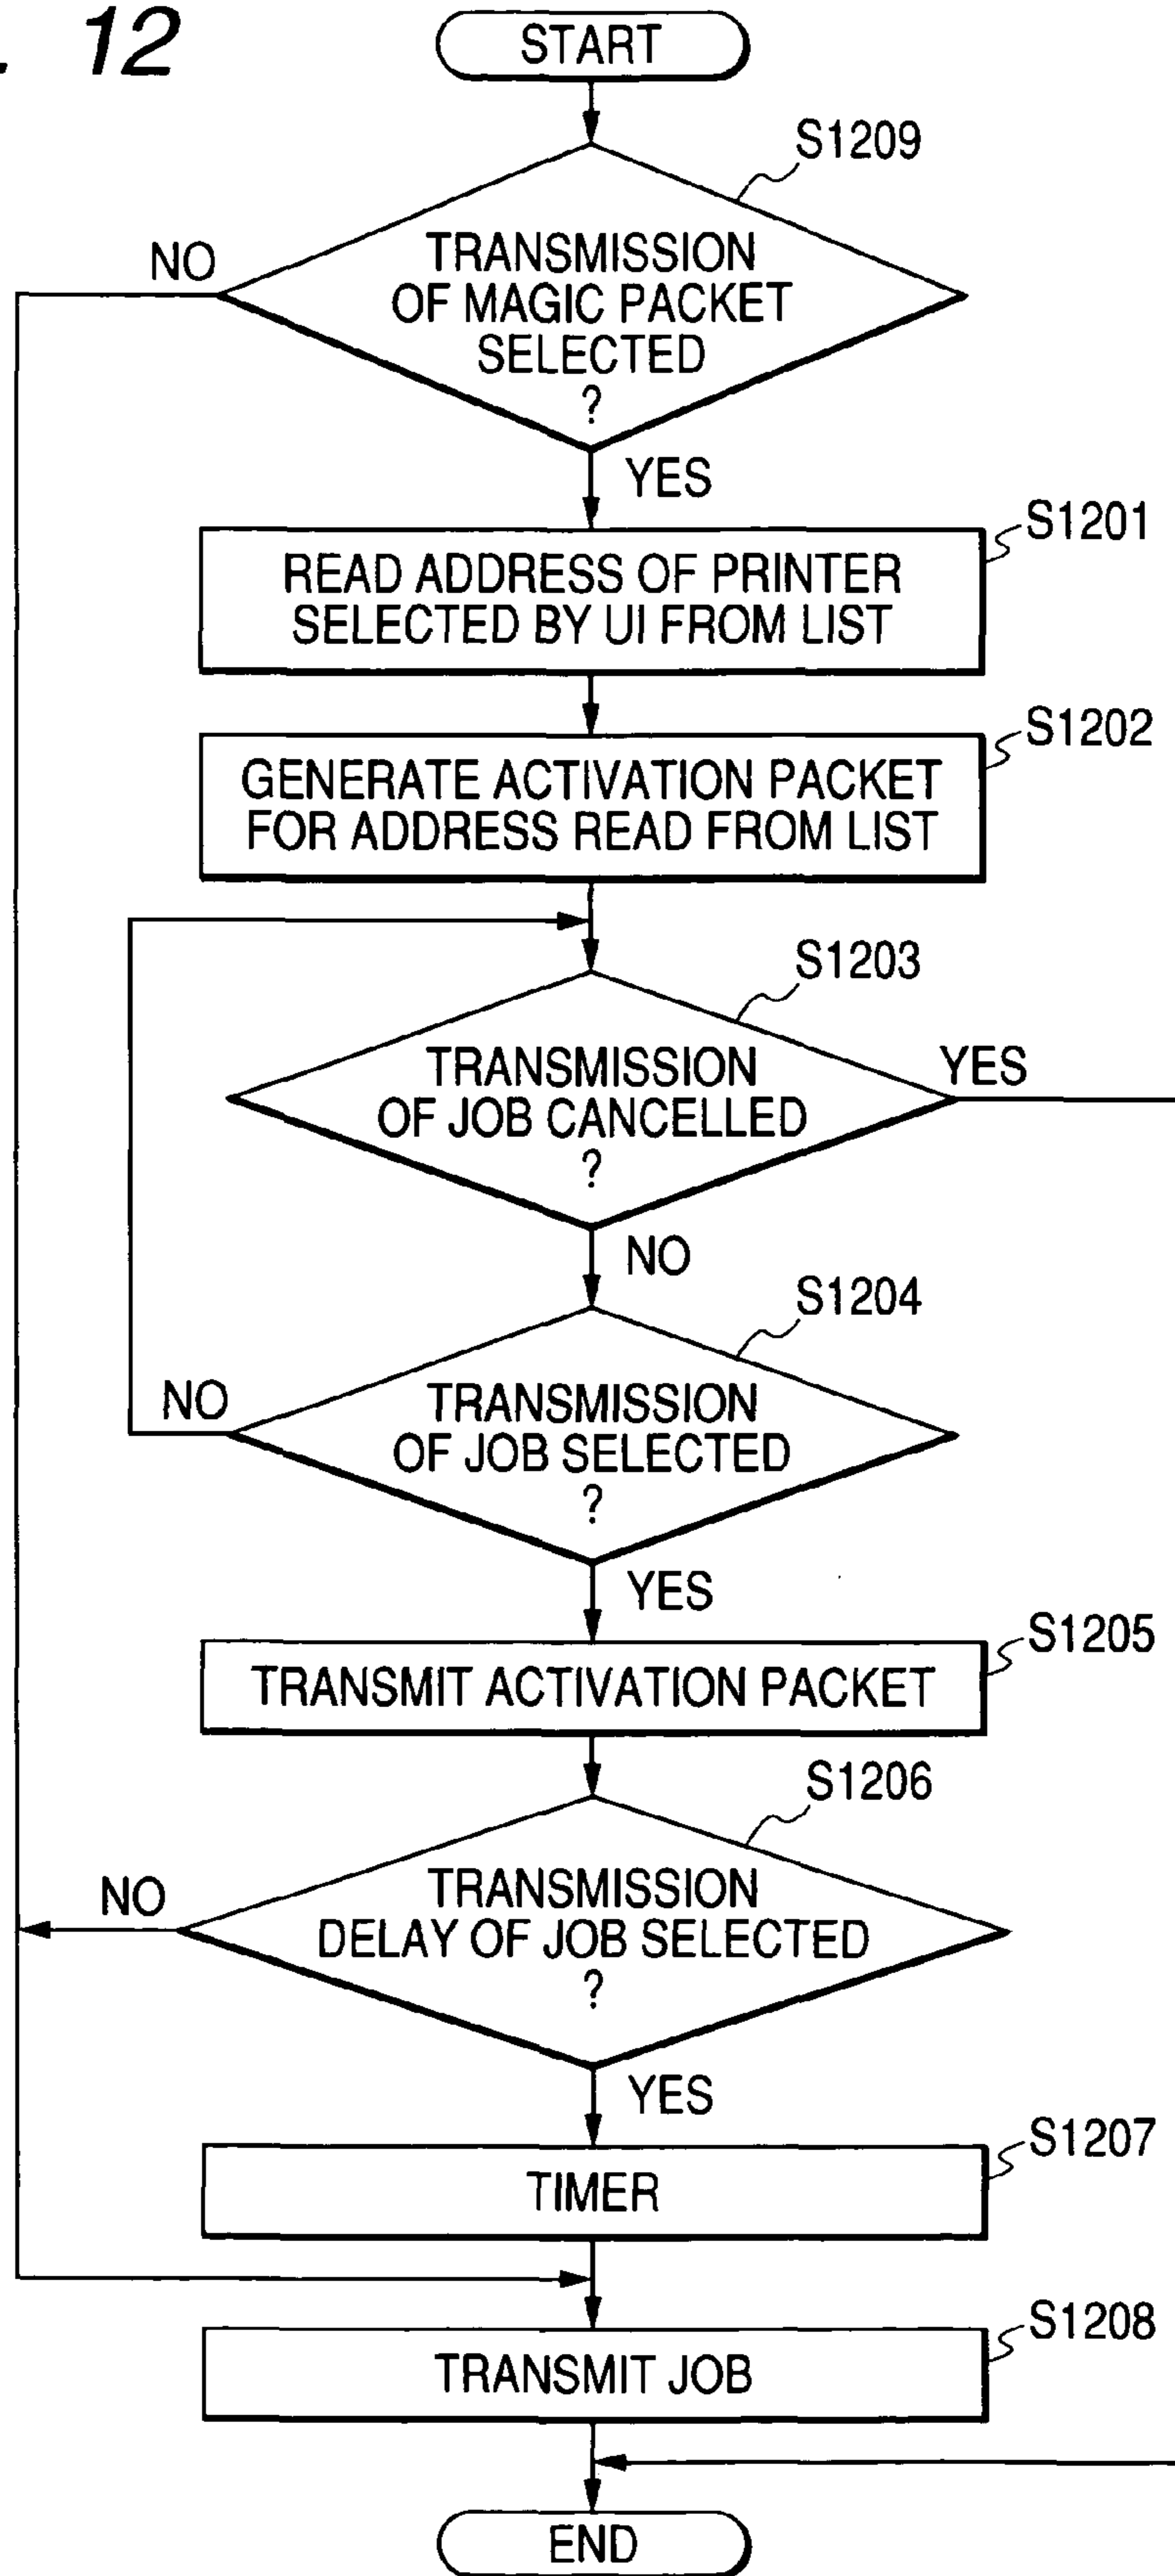 . 12
START
S1209
NO
TRANSMISSION
OF MAGIC PACKET
SELECTED
?
YES
S1201
READ ADDRESS OF PRINTER
SELECTED BY UI FROM LIST
S1202
GENERATE ACTIVATION PACKET
FOR ADDRESS READ FROM LIST
S1203
TRANSMISSION
OF JOB CANCELLED
?
YES
NO
S1204
NO
TRANSMISSION
OF JOB SELECTED
?
YES
S1205
TRANSMIT ACTIVATION PACKET
S1206
NO
TRANSMISSION
DELAY OF JOB SELECTED
?
YES
S1207
TIMER
S1208
TRANSMIT JOB
END